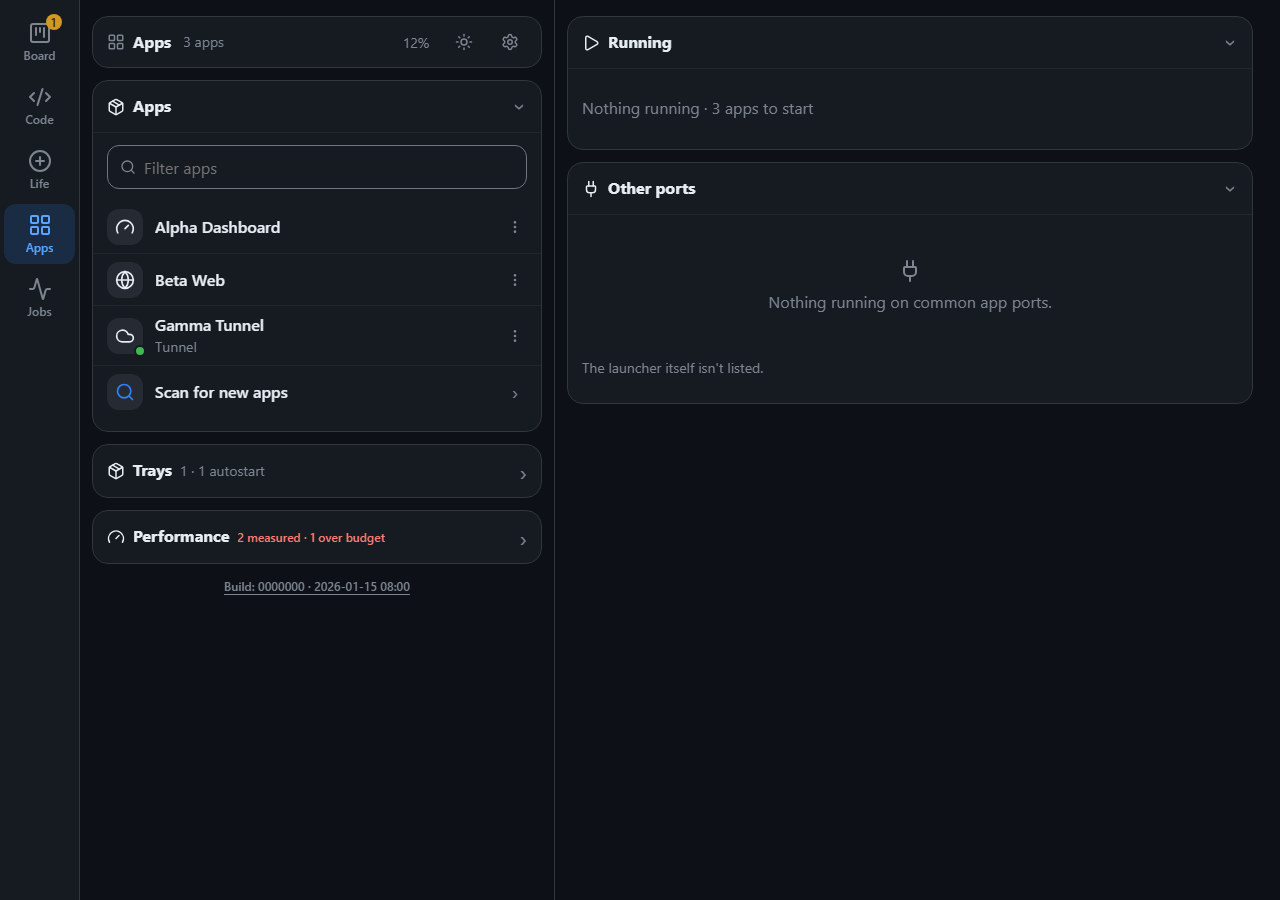 1
Board
Code
Life
Apps
Jobs
Apps 3 apps 12%
Apps
Filter apps
Alpha Dashboard
Beta Web
Gamma Tunnel
Tunnel
Scan for new apps
Trays 1 · 1 autostart
Performance 2 measured · 1 over budget
Build: 0000000 · 2026-01-15 08:00
Running
Nothing running · 3 apps to start
Other ports
Nothing running on common app ports.
The launcher itself isn't listed.